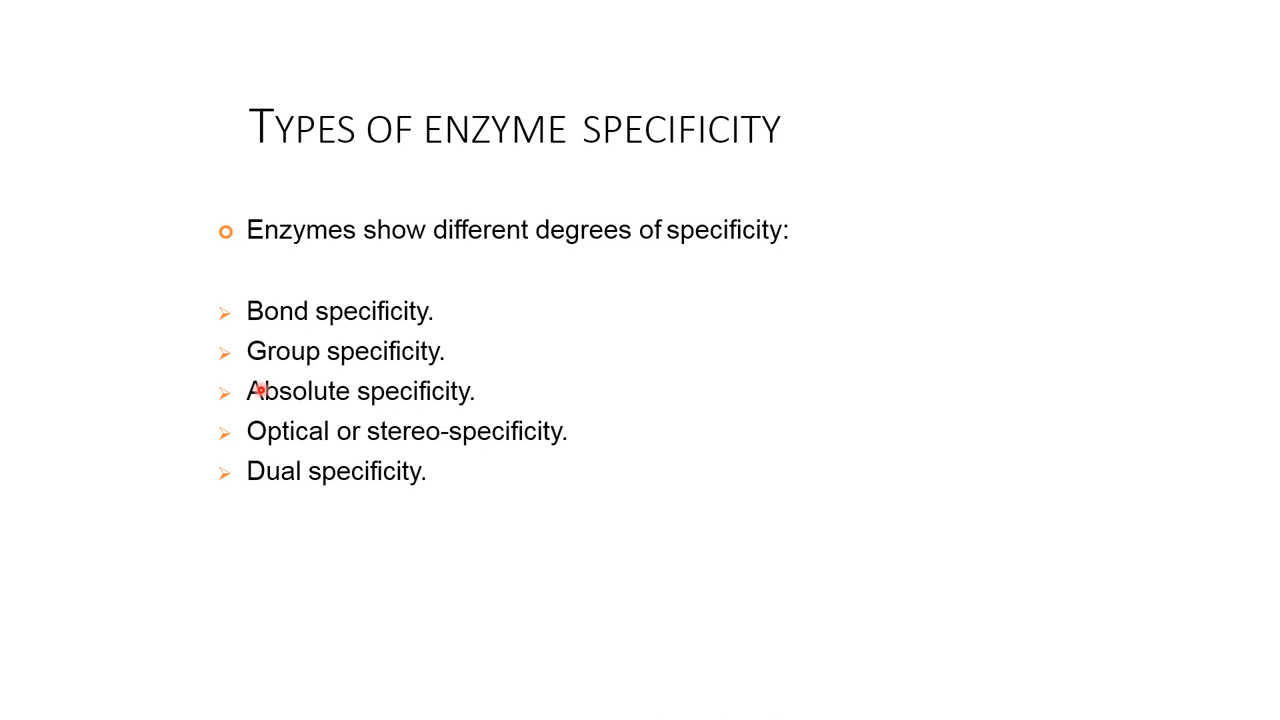 Types of enzyme specificity
Enzymes show different degrees of specificity:
Bond specificity.
Group specificity.
Absolute specificity.
Optical or stereo-specificity.
Dual specificity.